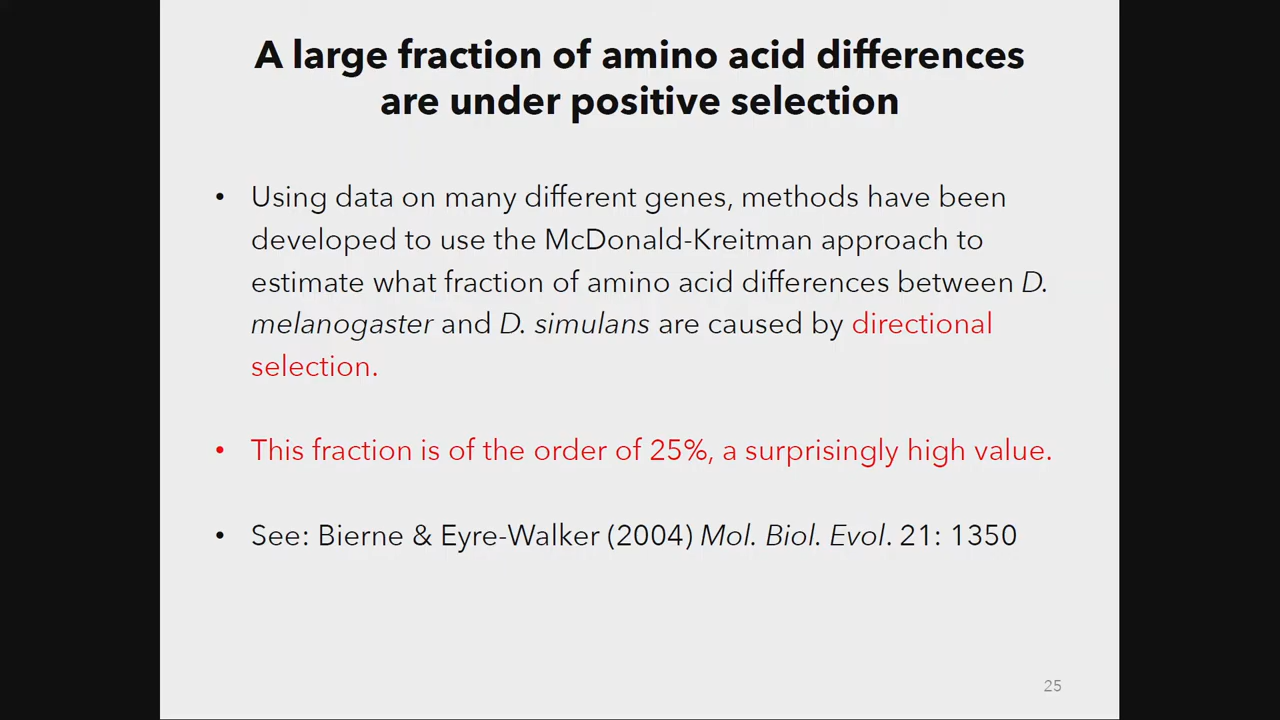 A large fraction of amino acid differences
are under positive selection
• Using data on many different genes, methods have been
developed to use the McDonald-Kreitman approach to
estimate what fraction of amino acid differences between D.
melanogaster and D. simulans are caused by directional
selection.
• This fraction is of the order of 25%, a surprisingly high value.
• See: Bierne & Eyre-Walker (2004) Mol. Biol. Evol. 21: 1350
25